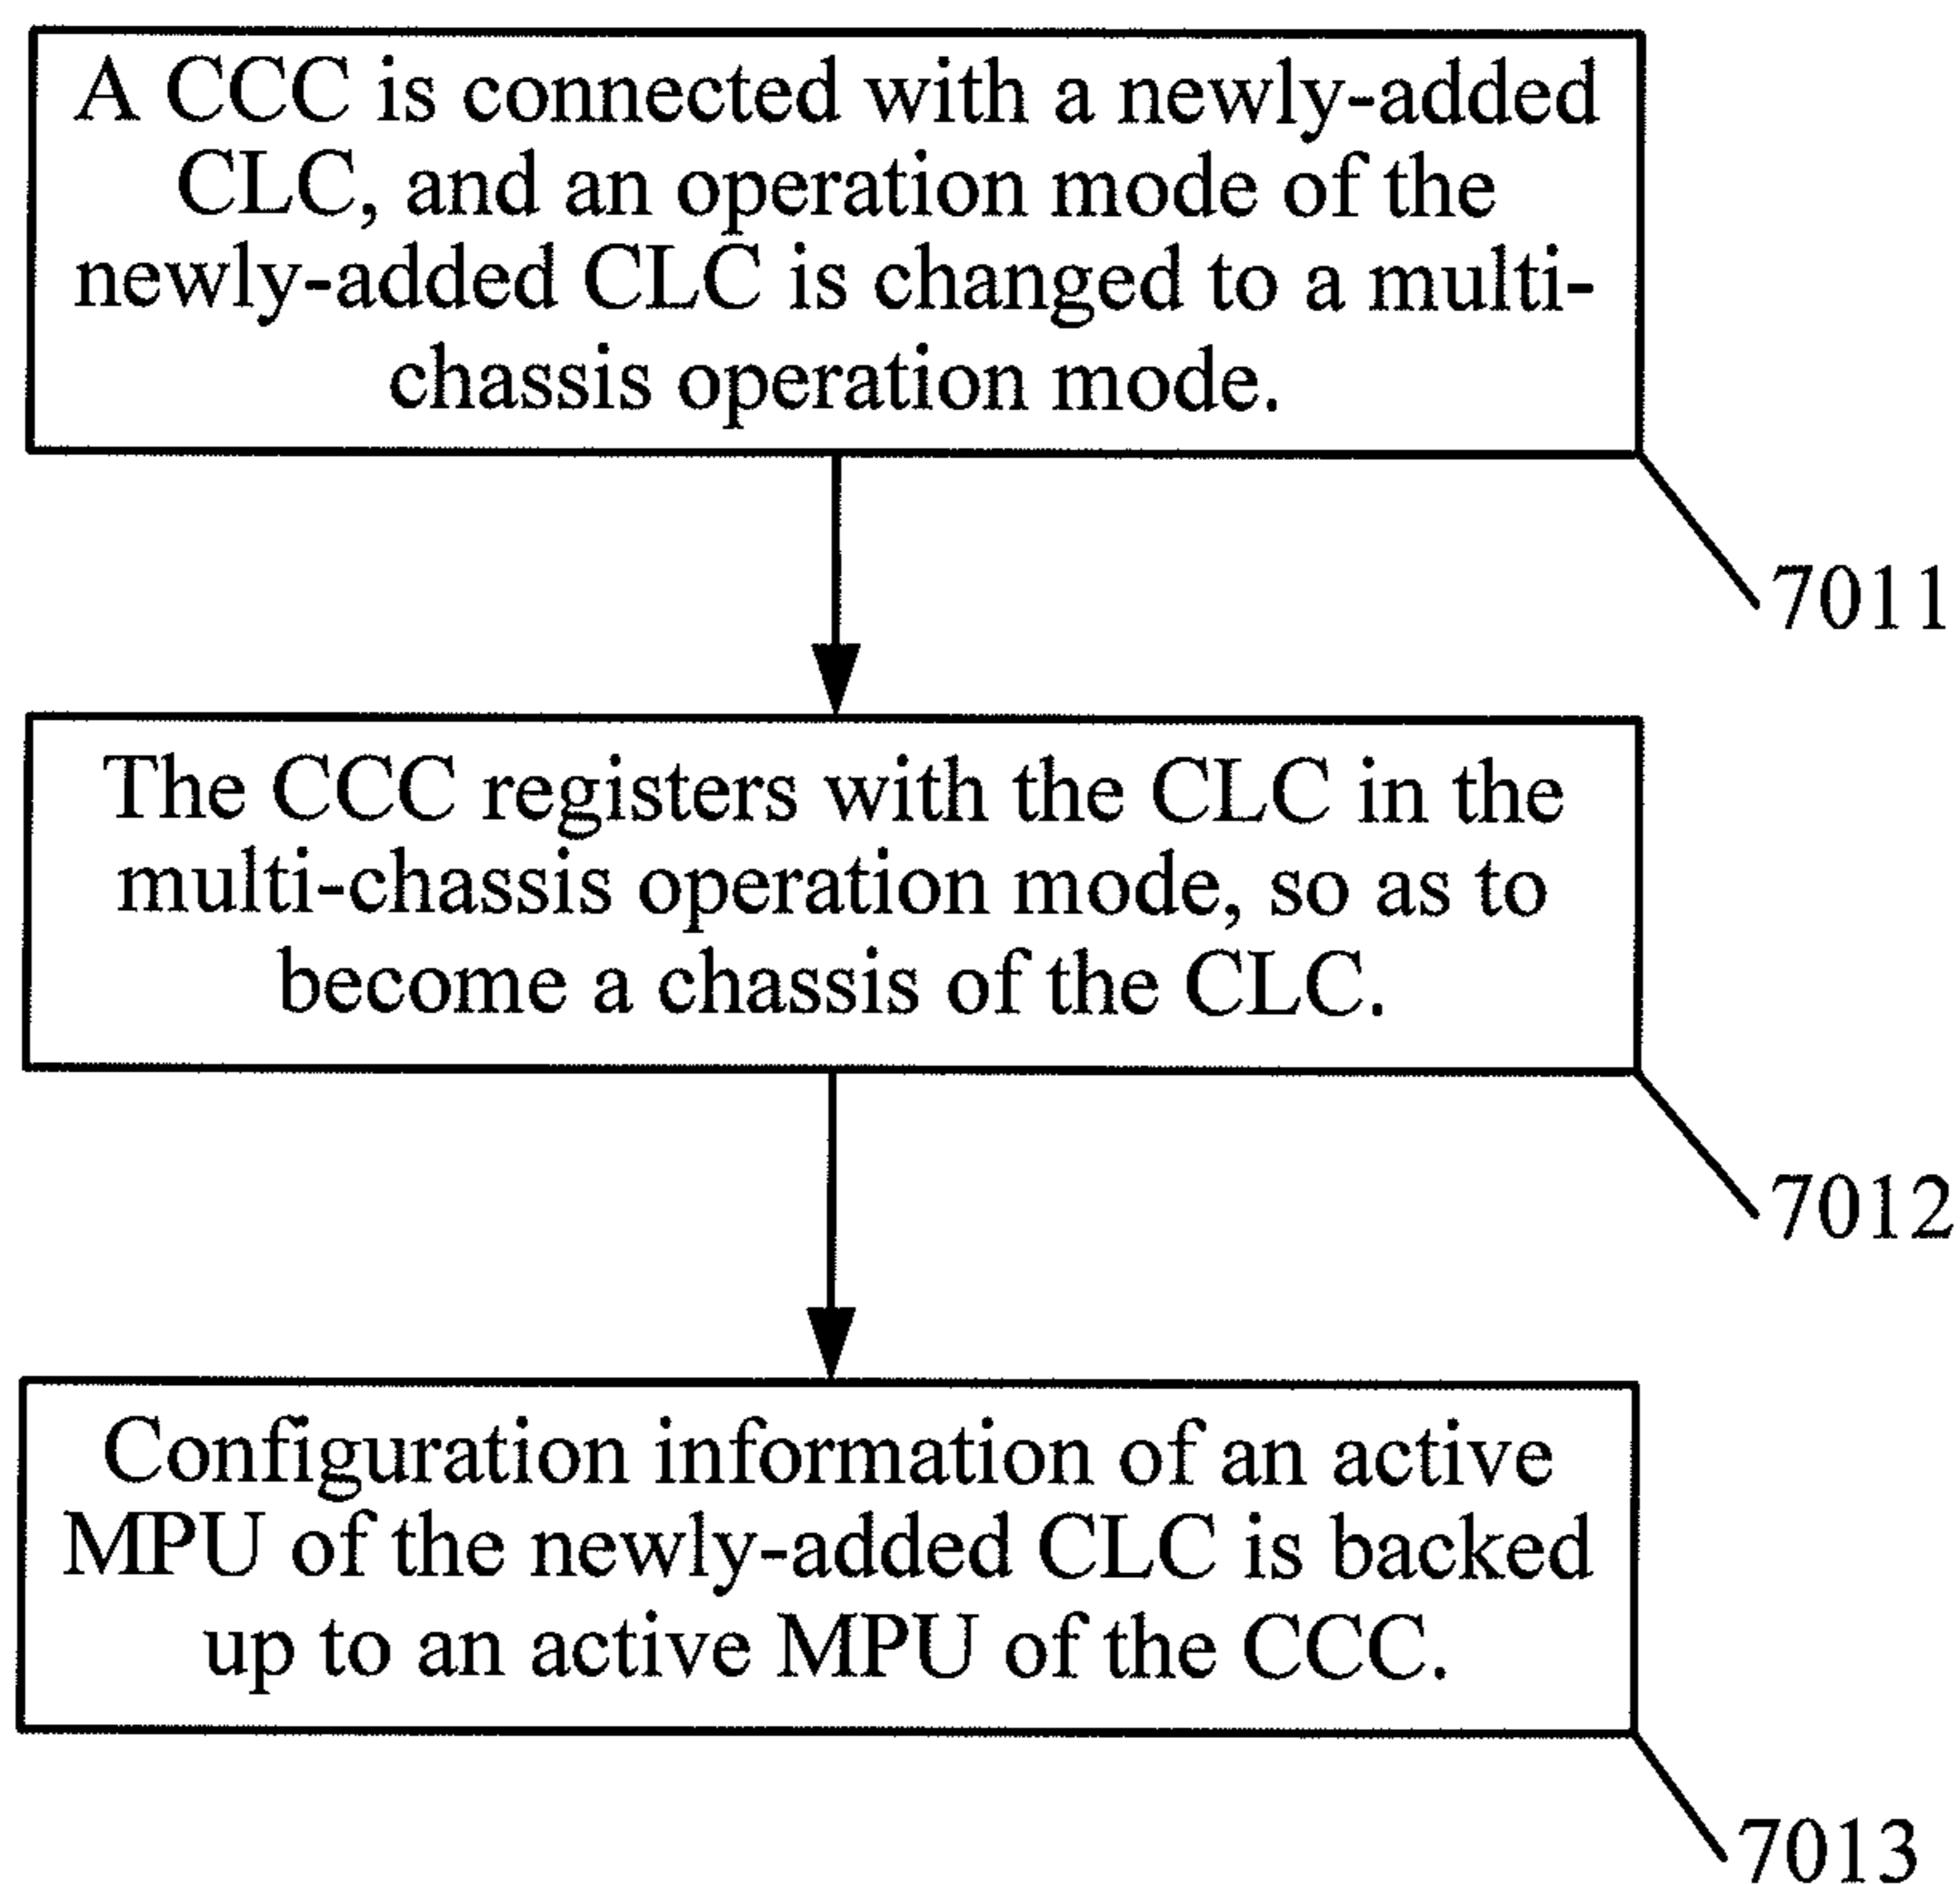 A CCC is connected with a newly-added
CLC, and an operation mode of the
newly-added CLC is changed to a multi-
chassis operation mode.
7011
The CCC registers with the CLC in the
multi-chassis operation mode, so as to
become a chassis of the CLC.
7012
Configuration information of an active
MPU of the newly-added CLC is backed
up to an active MPU of the CCC.
7013